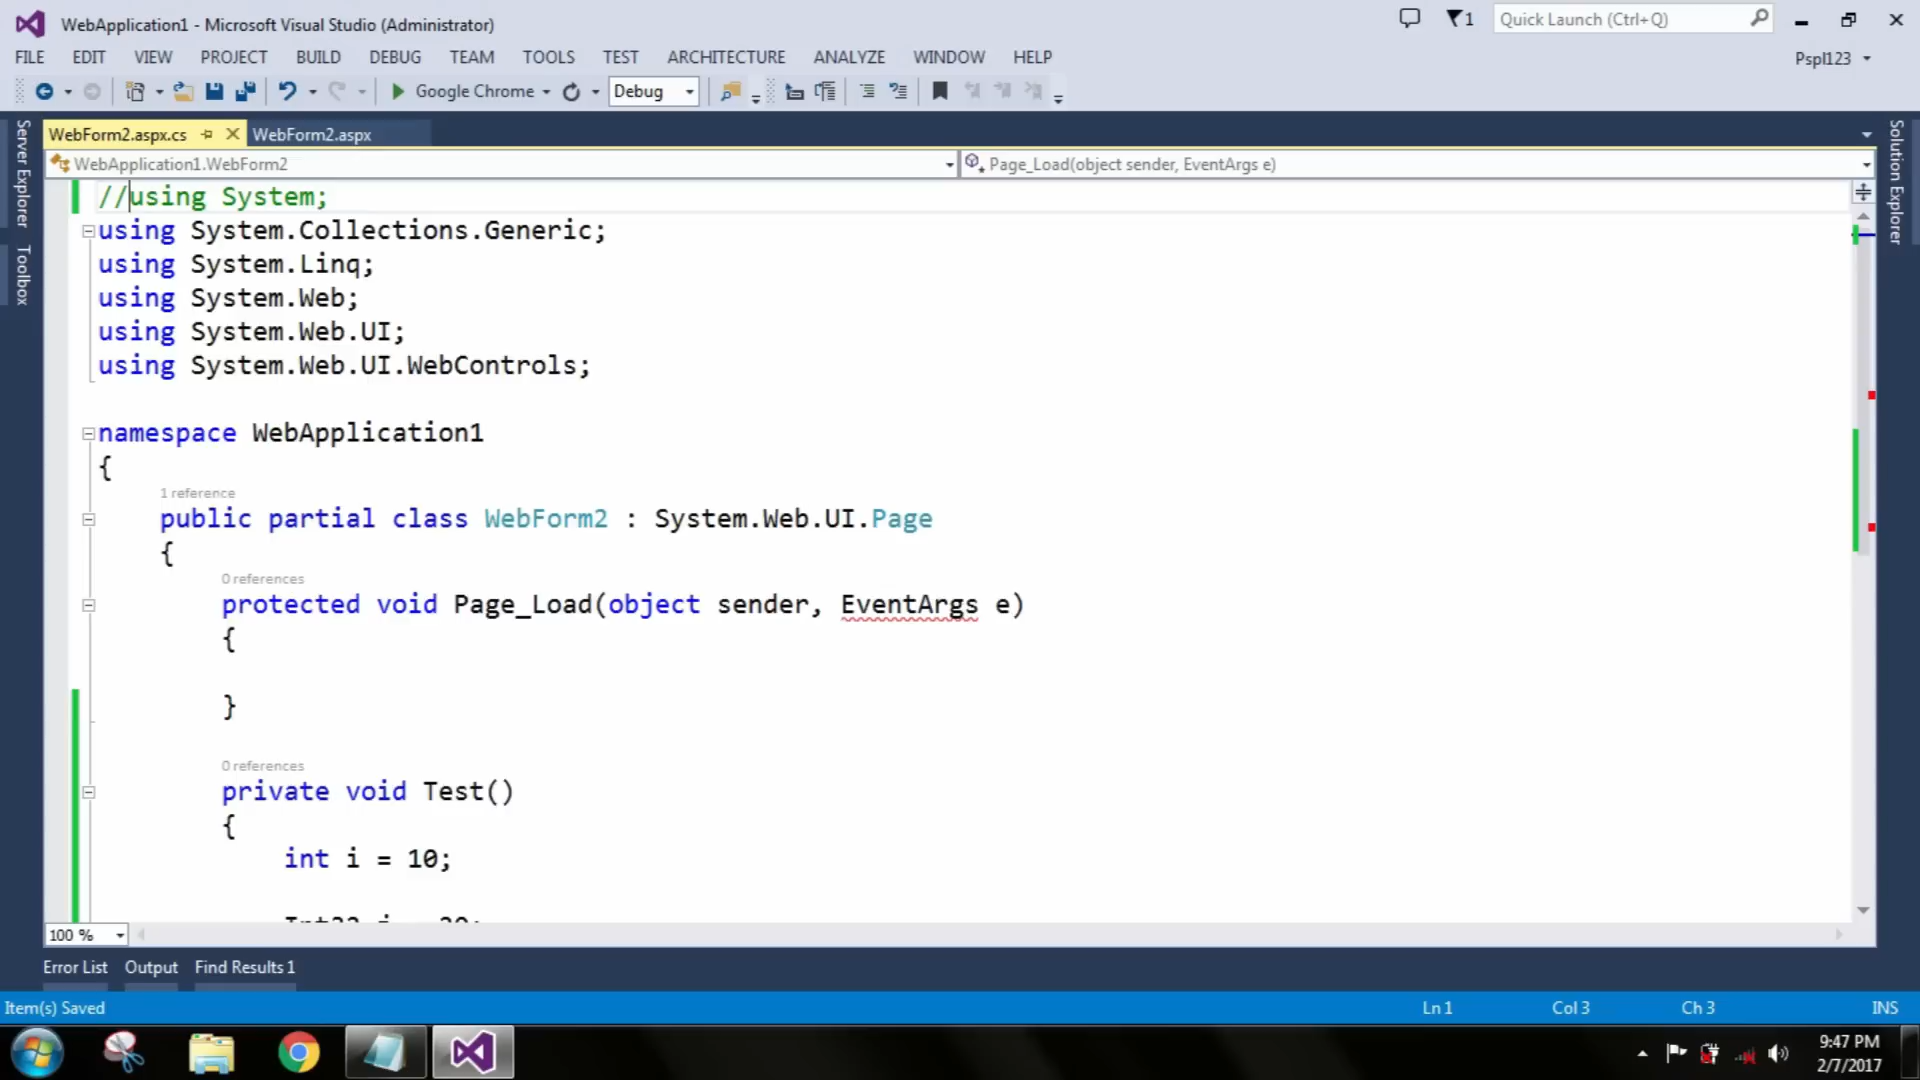 WebApplication1 - Microsoft Visual Studio (Administrator)
1
Quick Launch (Ctrl+Q)
FILE EDIT VIEW PROJECT BUILD DEBUG TEAM TOOLS TEST ARCHITECTURE ANALYZE WINDOW HELP
Pspl123
Google Chrome
Debug
Server Explorer
Toolbox
WebForm2.aspx.cs
WebForm2.aspx
Solution Explorer
WebApplication1.WebForm2
Page_Load(object sender, EventArgs e)
//using System;
using System.Collections.Generic;
using System.Linq;
using System.Web;
using System.Web.UI;
using System.Web.UI.WebControls;
namespace WebApplication1
{
1 reference
public partial class WebForm2 : System.Web.UI.Page
{
0 references
protected void Page_Load(object sender, EventArgs e)
{
}
0 references
private void Test()
{
int i = 10;
100 %
Error List
Output
Find Results 1
Item(s) Saved
Ln 1
Col 3
Ch 3
INS
9:47 PM
2/7/2017